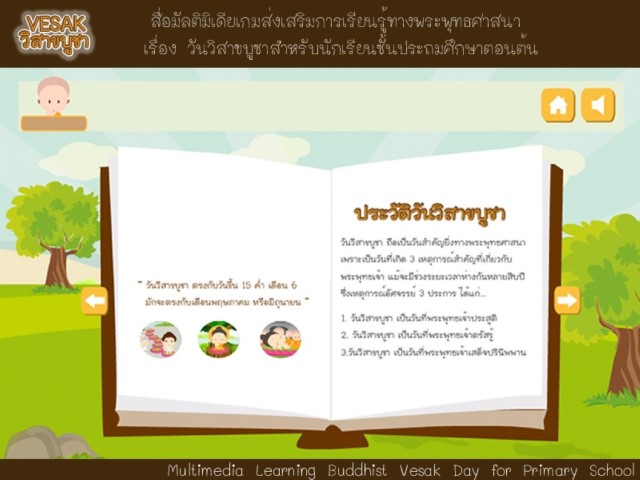 VESAK
วิสาขบูชา
สื่อมัลติมีเดียเกมส่งเสริมการเรียนรู้ทางพระพุทธศาสนา
เรื่อง วันวิสาขบูชาสำหรับนักเรียนชั้นประถมศึกษาตอนต้น
" วันวิสาขบูชา ตรงกับวันขึ้น 15 ค่ำ เดือน 6
มักจะตรงกับเดือนพฤษภาคม หรือมิถุนายน "
ประวัติวันวิสาขบูชา
วันวิสาขบูชา ถือเป็นวันสำคัญยิ่งทางพระพุทธศาสนา
เพราะเป็นวันที่เกิด 3 เหตุการณ์สำคัญที่เกี่ยวกับ
พระพุทธเจ้า แม้จะมีช่วงระยะเวลาห่างกันหลายสิบปี
ซึ่งเหตุการณ์อัศจรรย์ 3 ประการ ได้แก่...
1. วันวิสาขบูชา เป็นวันที่พระพุทธเจ้าประสูติ
2. วันวิสาขบูชา เป็นวันที่พระพุทธเจ้าตรัสรู้
3.วันวิสาขบูชา เป็นวันที่พระพุทธเจ้าเสด็จปรินิพพาน
Multimedia Learning Buddhist Vesak Day for Primary School